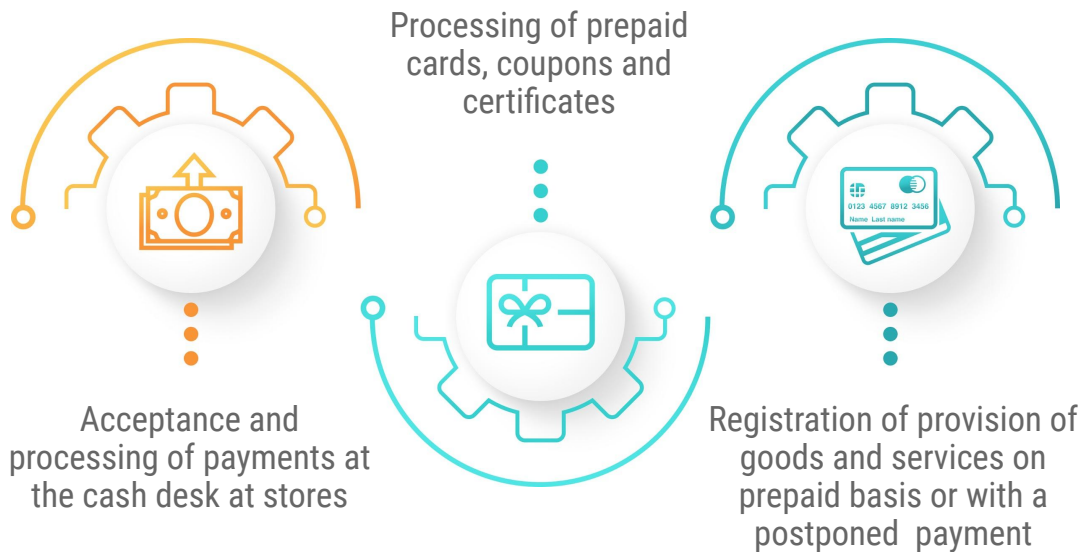 Processing of prepaid
cards, coupons and
certificates
0123 4567 8912 3456
Name Last name
Acceptance and
processing of payments at
the cash desk at stores
Registration of provision of
goods and services on
prepaid basis or with a
postponed payment